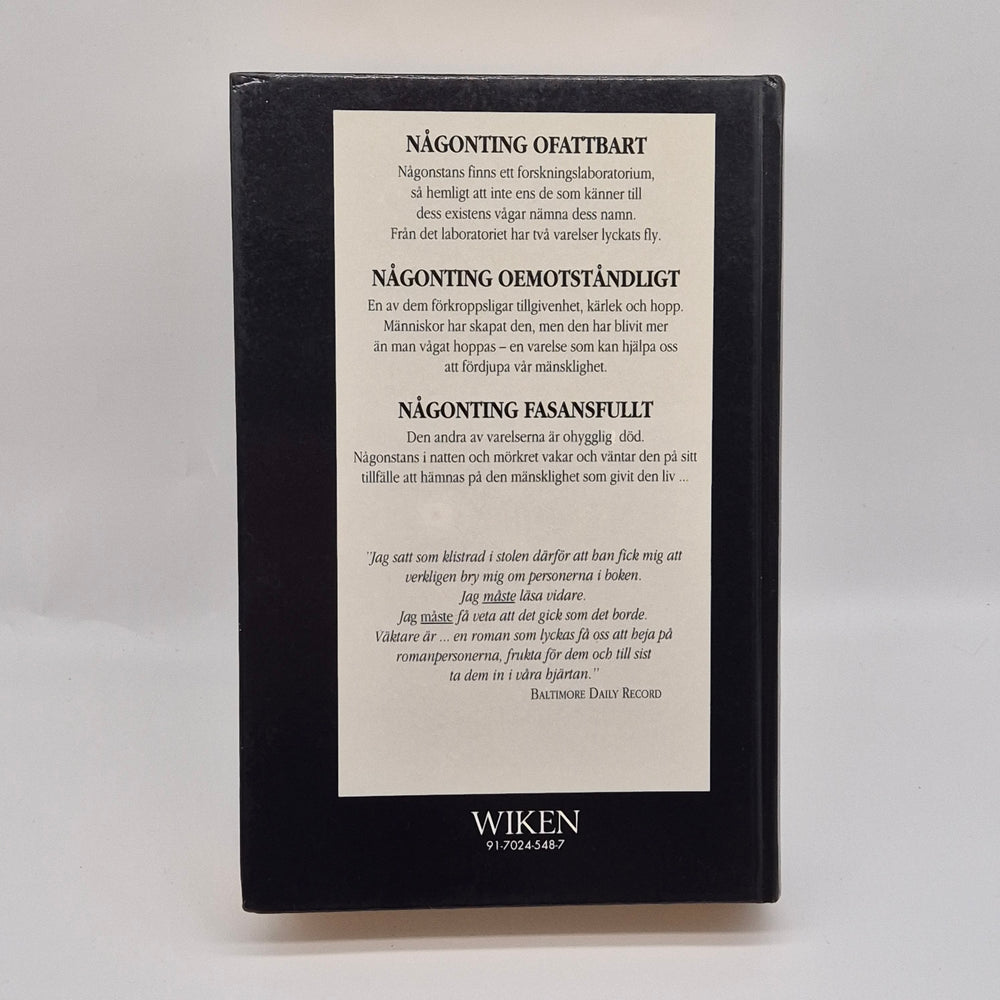 NÅGONTING OFATTBART
Någonstans finns ett forskningslaboratorium,
så hemligt att inte ens de som känner till
dess existens vågar nämna dess namn.
Från det laboratoriet har två varelser lyckats fly.
NÅGONTING OEMOTSTÅNDLIGT
En av dem förkroppsligar tillgivenhet, kärlek och hopp.
Människor har skapat den, men den har blivit mer
än man vågat hoppas – en varelse som kan hjälpa oss
att fördjupa vår mänsklighet.
NÅGONTING FASANSFULLT
Den andra av varelserna är ohygglig död.
Någonstans i natten och mörkret vakar och väntar den på sitt
tillfälle att hämnas på den mänsklighet som givit den liv ...
"Jag satt som klistrad i stolen därför att han fick mig att
verkligen bry mig om personerna i boken.
Jag måste läsa vidare.
Jag måste få veta att det gick som det borde.
Väktare är ... en roman som lyckas få oss att heja på
romanpersonerna, frukta för dem och till sist
ta dem in i våra hjärtan."
BALTIMORE DAILY RECORD
WIKEN
91-7024-548-7